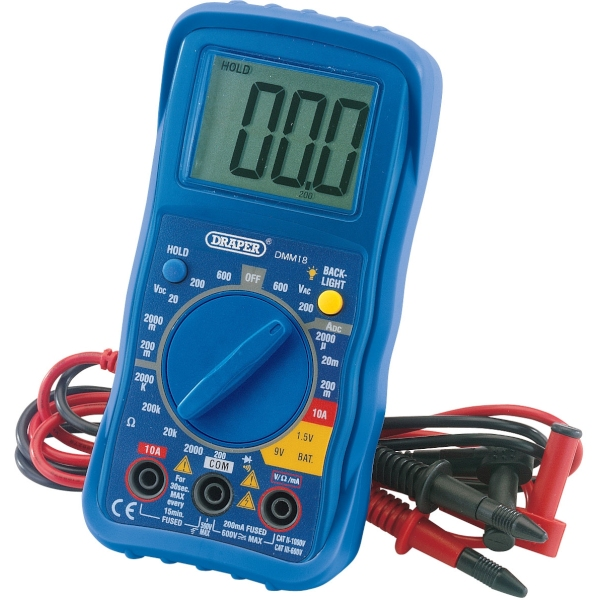 HOLD
00.0
200
DRAPER®
DMM18
HOLD
BACK-
LIGHT
VDC
20
200
600
OFF
600
VAC
200
ADC
2000
m
200
m
2000
µ
20m
200
m
10A
2000
K
200k
Ω
20k
2000
200
1.5V
9V BAT.
10A
COM
V/Ω/mA
For
30sec.
MAX
every
15min.
FUSED
500V
MAX
200mA FUSED
600V MAX
CAT II-1000V
CAT III-600V
CE